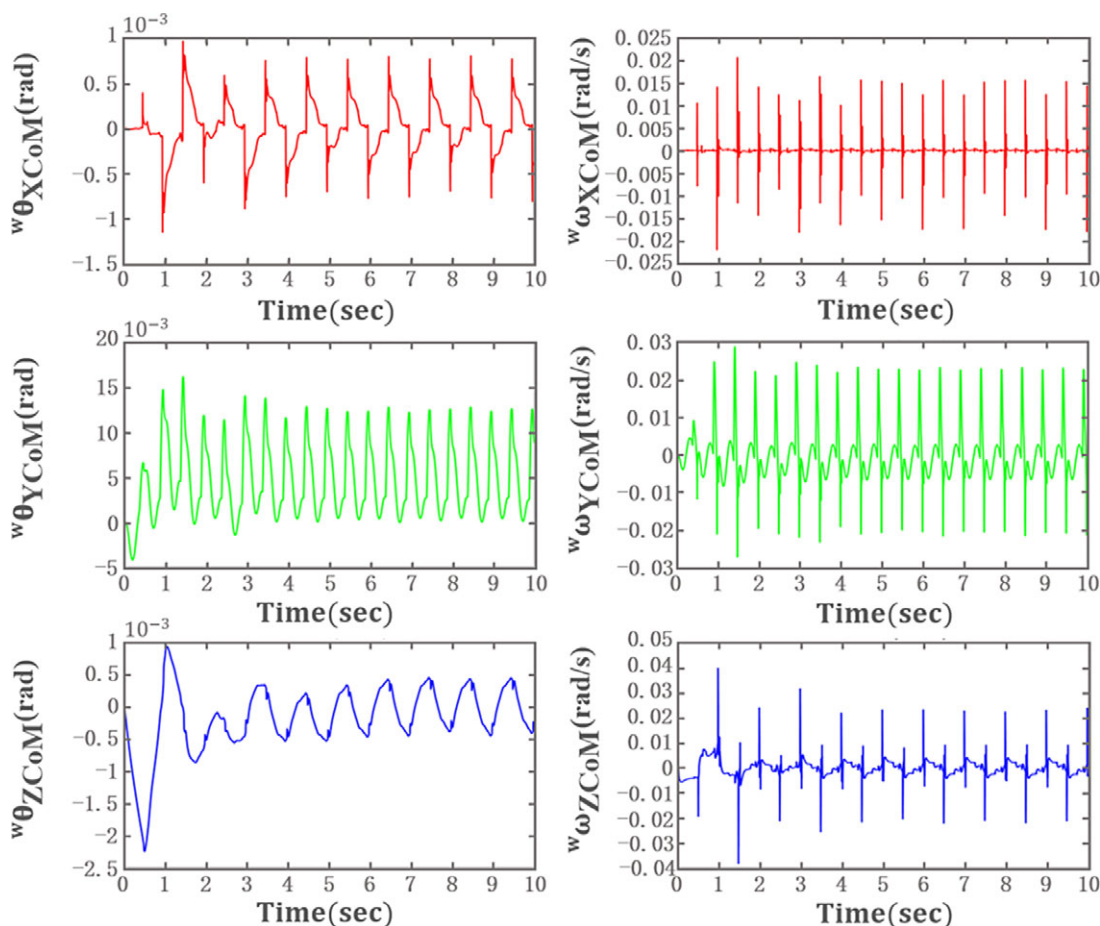 10⁻³
1
0.5
0
−0.5
−1
−1.5
ᵂθXCoM(rad)
0 1 2 3 4 5 6 7 8 9 10
Time(sec)
0.025
0.02
0.015
0.01
0.005
0
−0.005
−0.01
−0.015
−0.02
−0.025
ᵂωXCoM(rad/s)
0 1 2 3 4 5 6 7 8 9 10
Time(sec)
10⁻³
20
15
10
5
0
−5
ᵂθYCoM(rad)
0 1 2 3 4 5 6 7 8 9 10
Time(sec)
0.03
0.02
0.01
0
−0.01
−0.02
−0.03
ᵂωYCoM(rad/s)
0 1 2 3 4 5 6 7 8 9 10
Time(sec)
10⁻³
1
0.5
0
−0.5
−1
−1.5
−2
−2.5
ᵂθZCoM(rad)
0 1 2 3 4 5 6 7 8 9 10
Time(sec)
0.05
0.04
0.03
0.02
0.01
0
−0.01
−0.02
−0.03
−0.04
ᵂωZCoM(rad/s)
0 1 2 3 4 5 6 7 8 9 10
Time(sec)